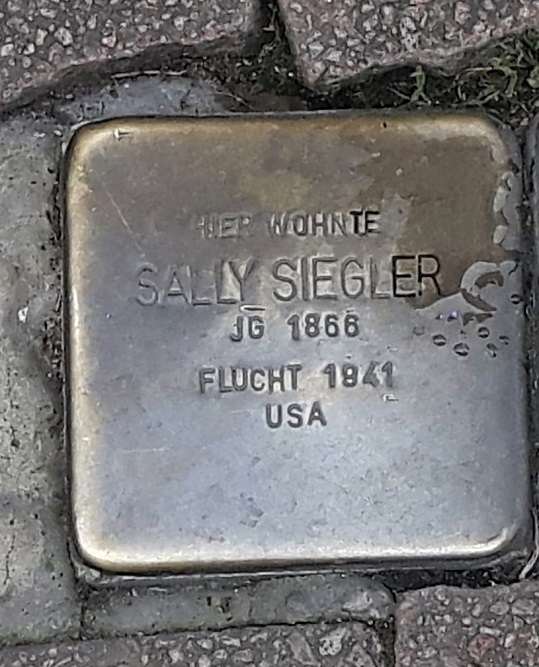 HIER WOHNTE
SALLY SIEGLER
JG 1866
FLUCHT 1941
USA